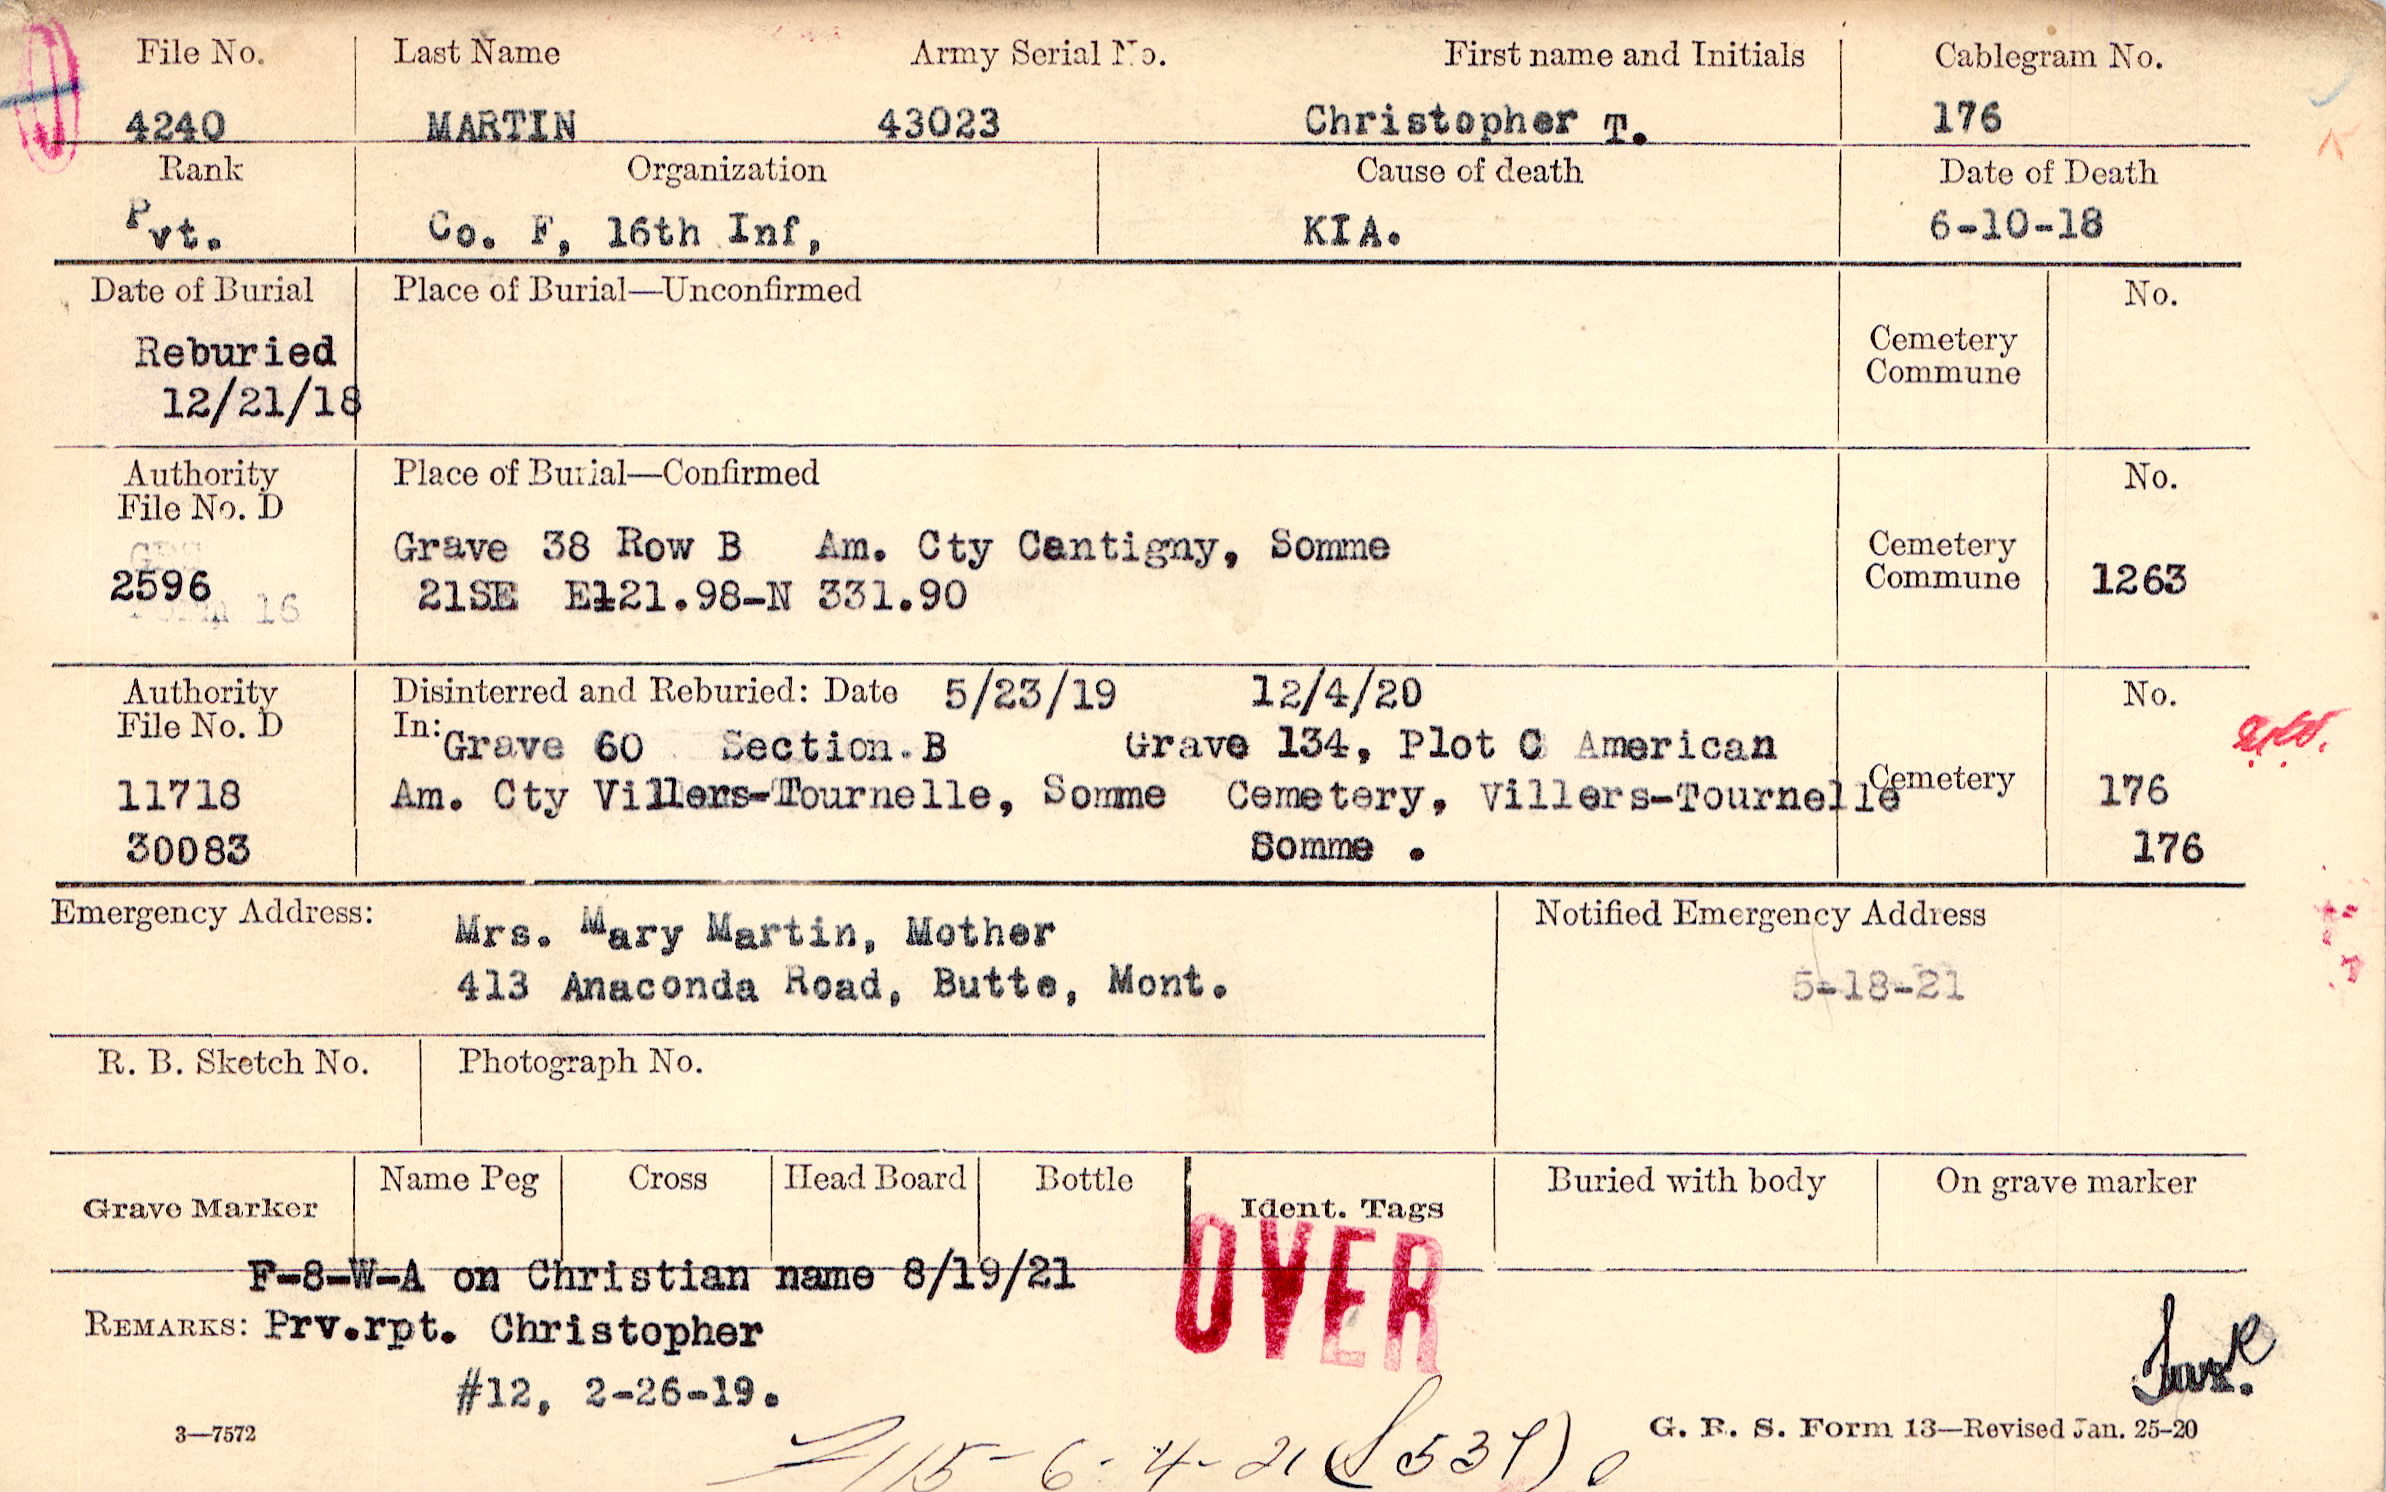 File No. Last Name Army Serial No. First name and Initials Cablegram No.
4240 MARTIN 43023 Christopher T. 176
Rank Organization Cause of death Date of Death
Pvt. Co. F, 16th Inf, KIA. 6-10-18
Date of Burial Place of Burial—Unconfirmed No.
Reburied
12/21/18
Cemetery
Commune
Authority Place of Burial—Confirmed No.
File No. D
Grave 38 Row B Am. Cty Cantigny, Somme
2596 21SE E121.98-N 331.90
16
Cemetery
Commune 1263
Authority Disinterred and Reburied: Date 5/23/19 12/4/20 No.
File No. D In: Grave 60 Section.B Grave 134, Plot C American
11718 Am. Cty Villers-Tournelle, Somme Cemetery, Villers-Tournelle Cemetery 176
30083 Somme . 176
Emergency Address: Mrs. Mary Martin, Mother Notified Emergency Address
413 Anaconda Road, Butte, Mont. 5-18-21
R. B. Sketch No. Photograph No.
Grave Marker Name Peg Cross Head Board Bottle Ident. Tags Buried with body On grave marker
F-8-W-A on Christian name 8/19/21
OVER
REMARKS: Prv.rpt. Christopher
#12, 2-26-19.
3—7572 G. R. S. Form 13—Revised Jan. 25-20